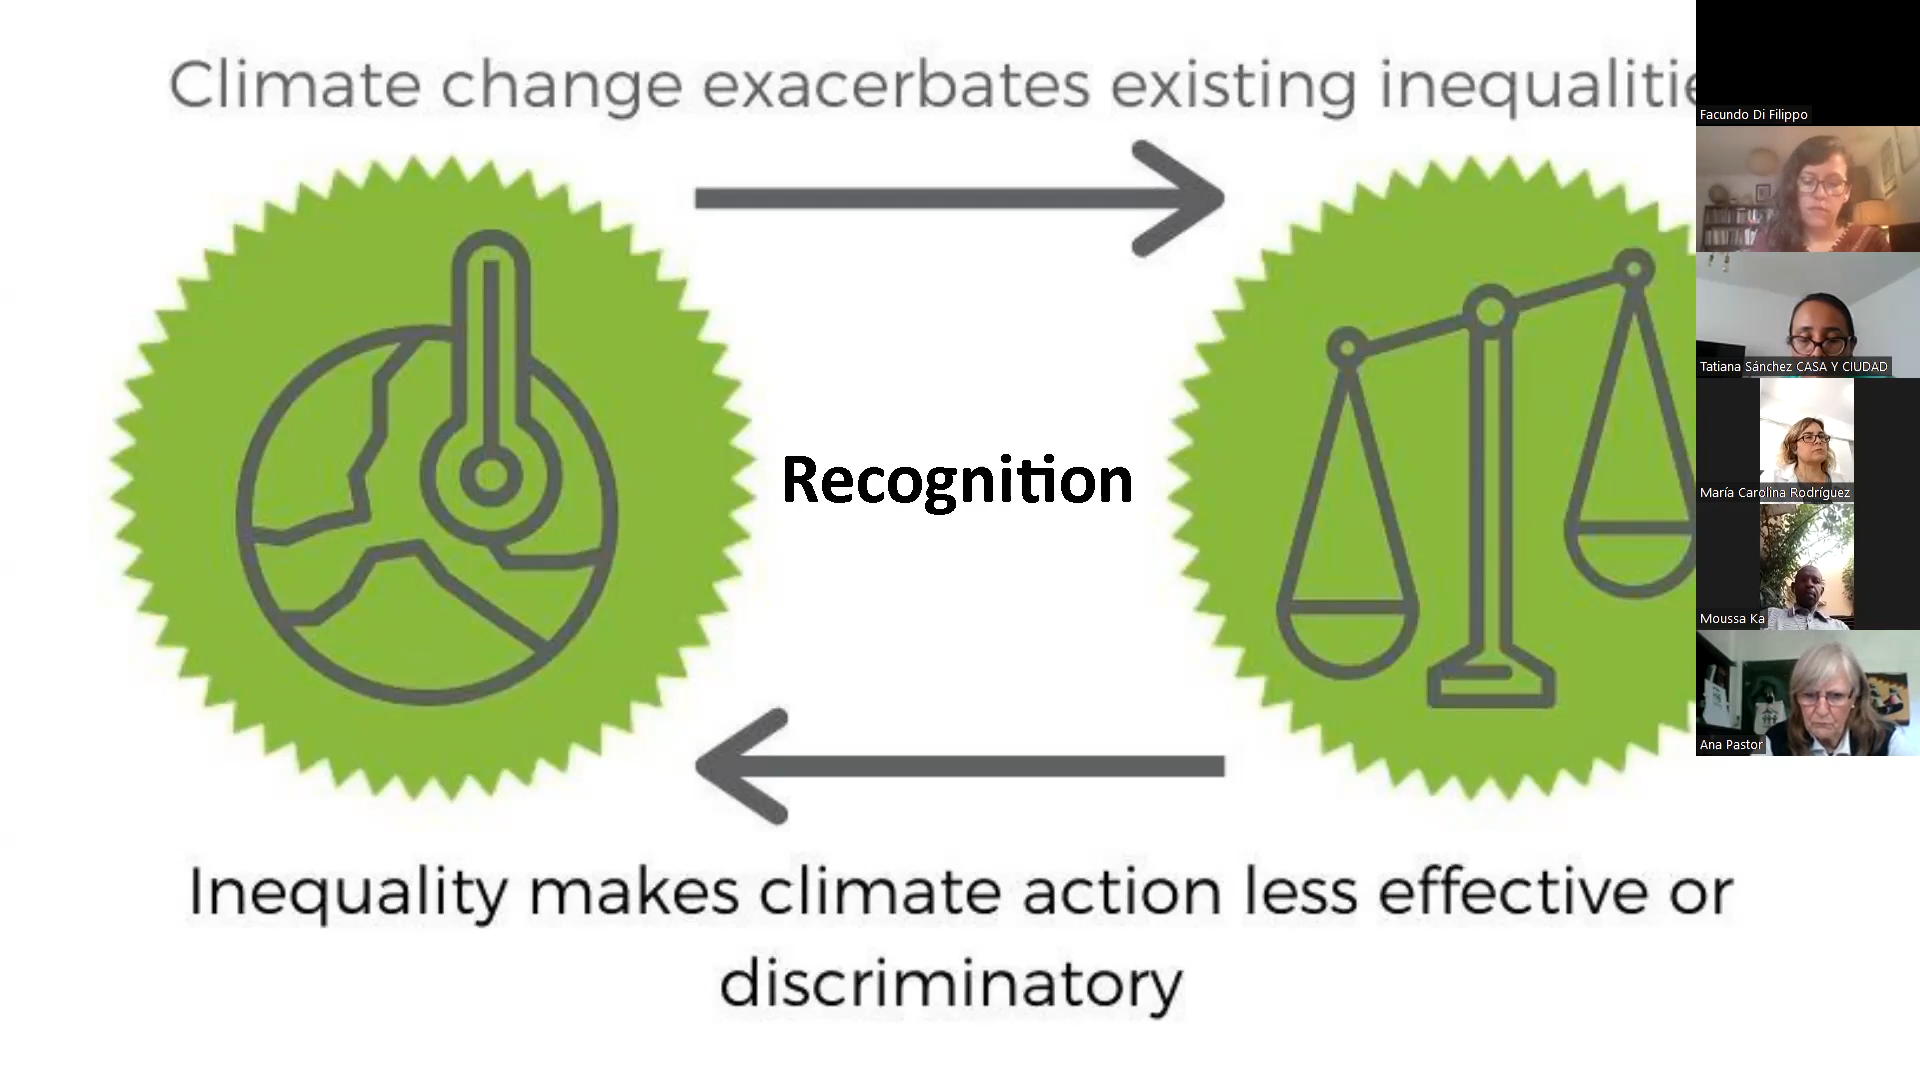 Climate change exacerbates existing inequalitie
Recognition
Inequality makes climate action less effective or
discriminatory
Facundo Di Filippo
Tatiana Sánchez CASA Y CIUDAD
María Carolina Rodríguez
Moussa Ka
Ana Pastor